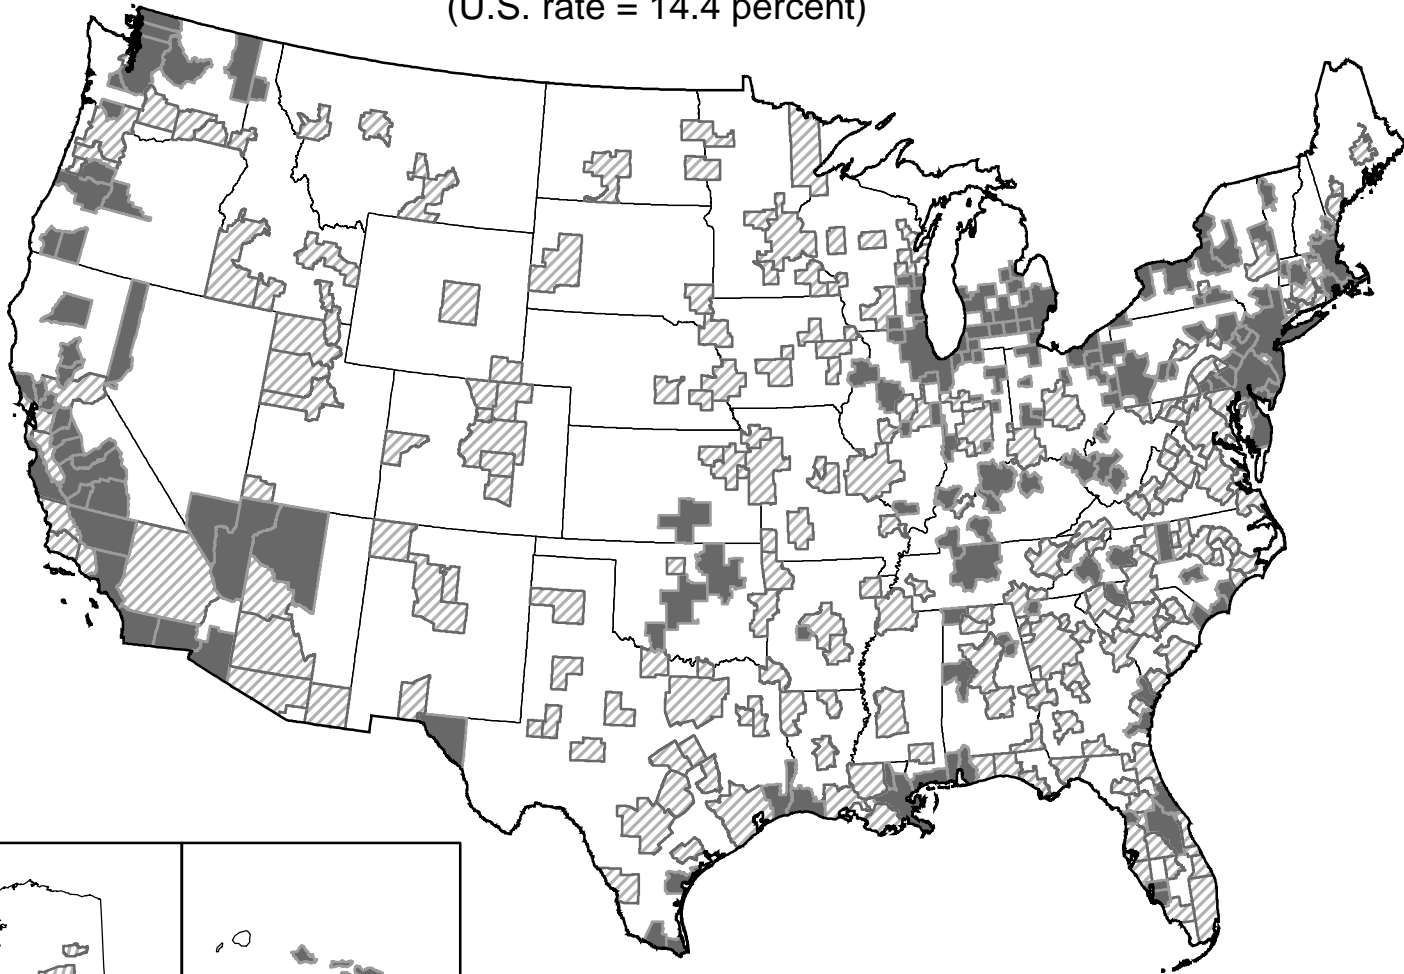 (U.S. rate = 14.4 percent)